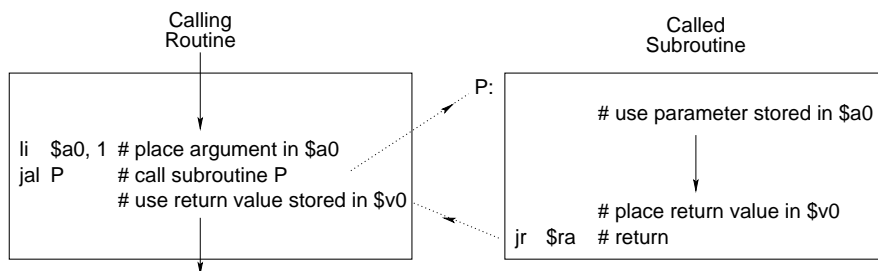 Calling
Routine
li $a0, 1 # place argument in $a0
jal P # call subroutine P
# use return value stored in $v0
Called
Subroutine
P:
# use parameter stored in $a0
# place return value in $v0
jr $ra # return